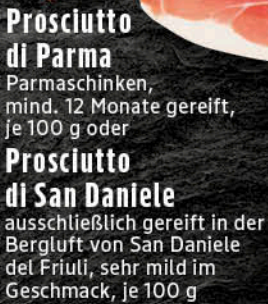 Prosciutto
di Parma
Parmaschinken,
mind. 12 Monate gereift,
je 100 g oder
Prosciutto
di San Daniele
ausschließlich gereift in der
Bergluft von San Daniele
del Friuli, sehr mild im
Geschmack, je 100 g